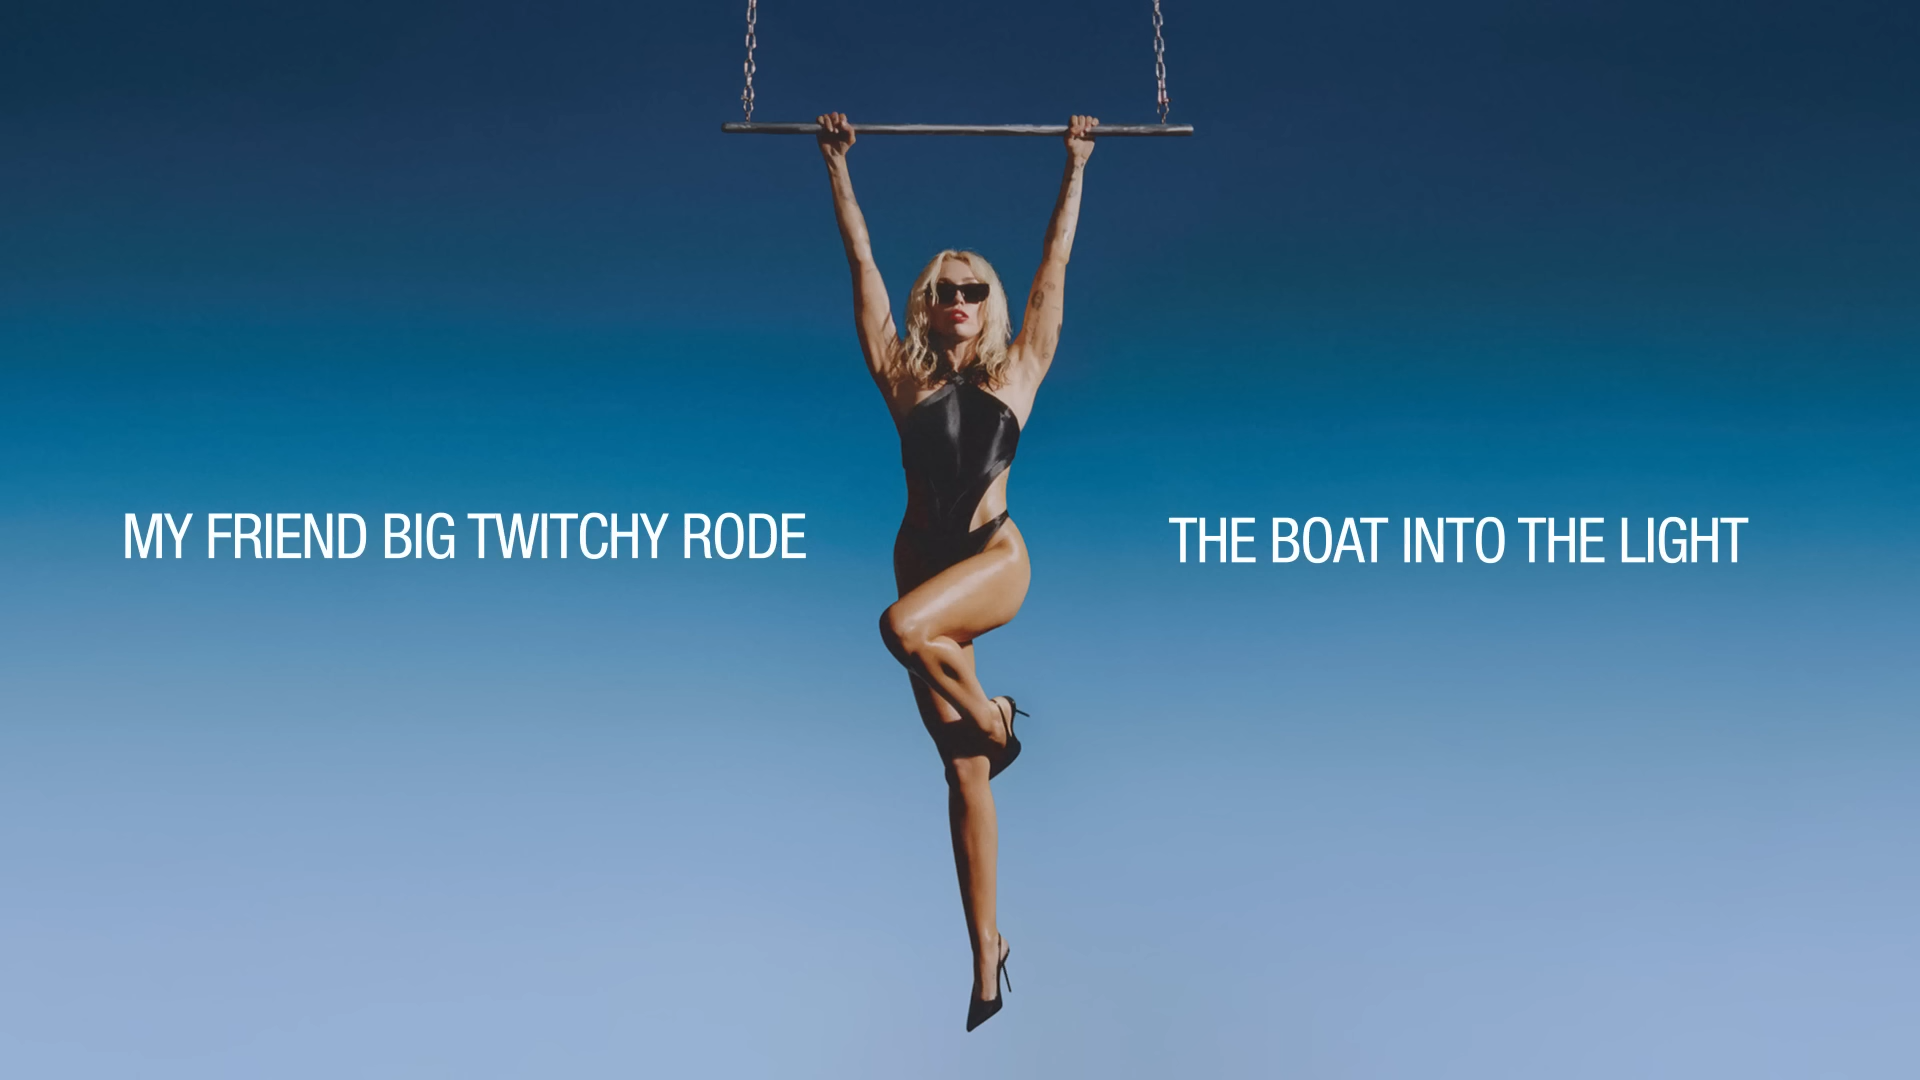 MY FRIEND BIG TWITCHY RODE
THE BOAT INTO THE LIGHT